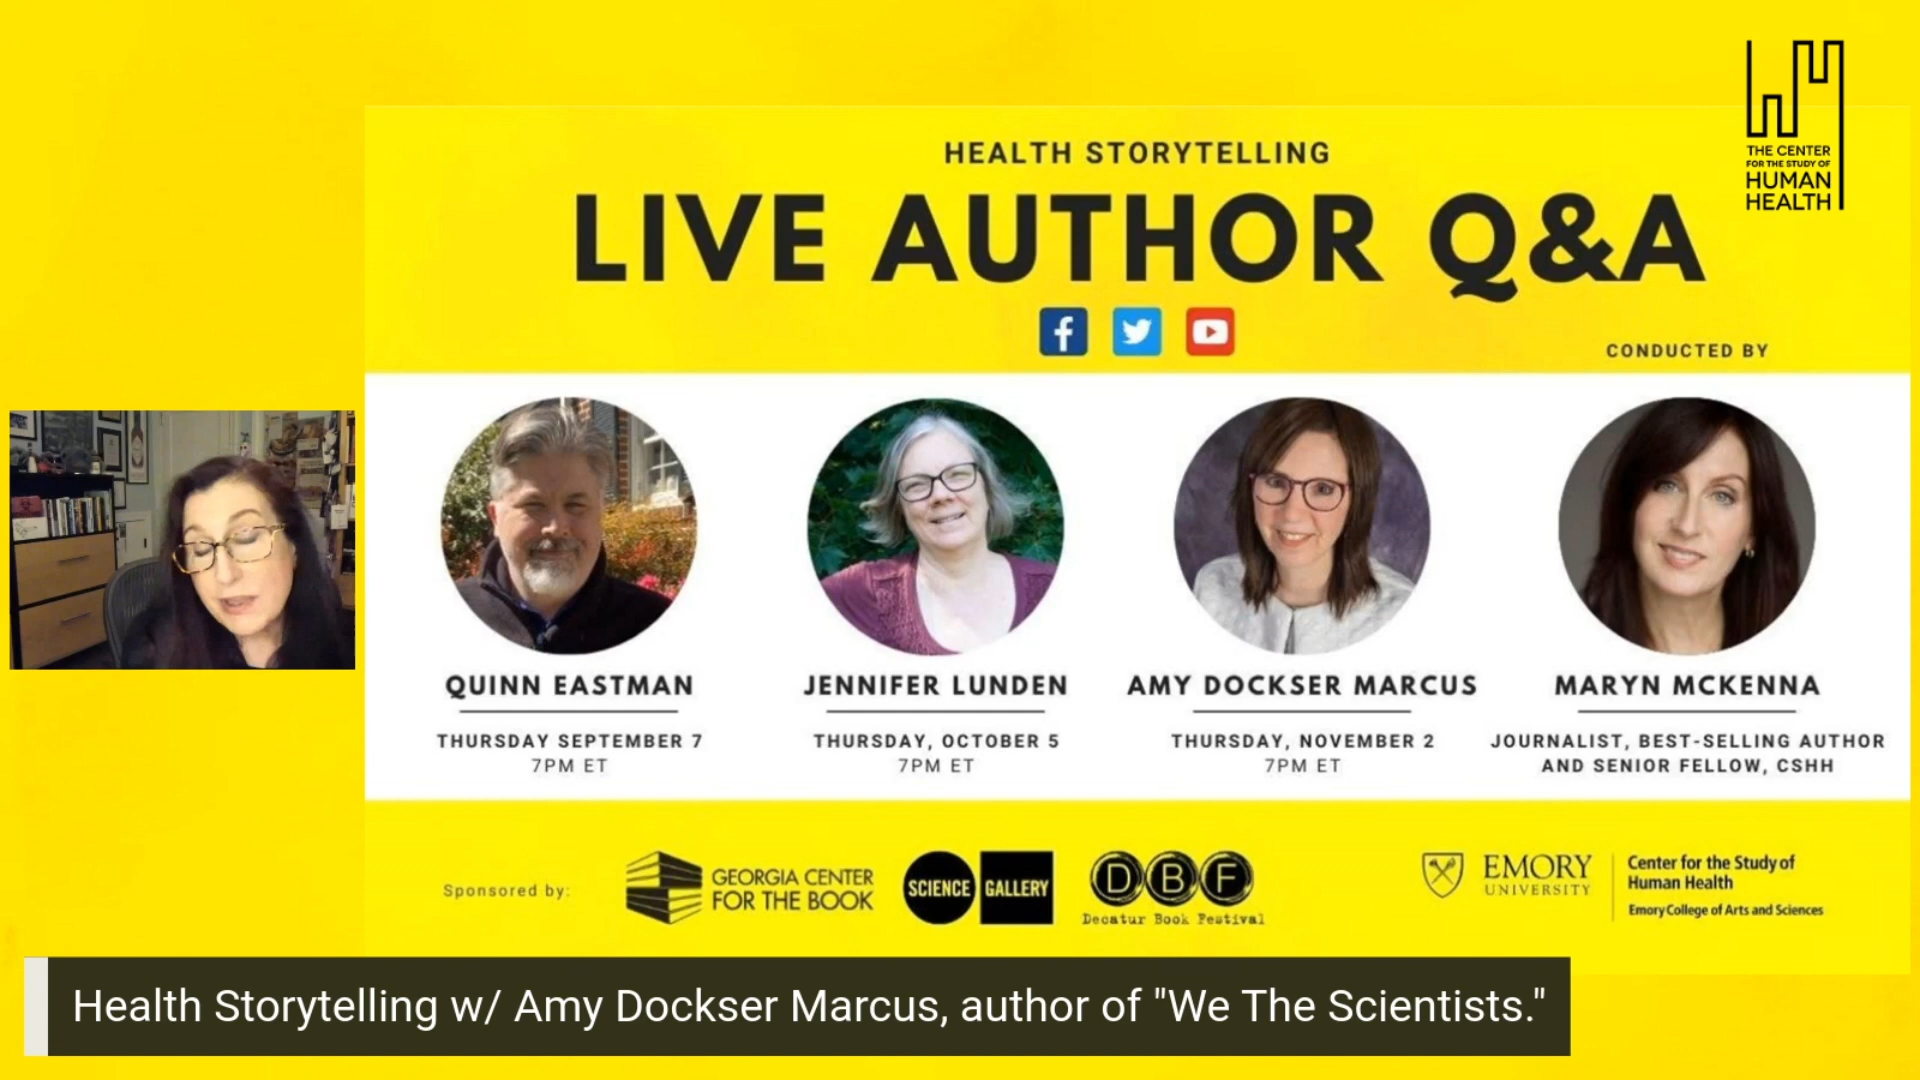 THE CENTER
FOR THE STUDY OF
HUMAN
HEALTH
HEALTH STORYTELLING
LIVE AUTHOR Q&A
CONDUCTED BY
QUINN EASTMAN
THURSDAY SEPTEMBER 7
7PM ET
JENNIFER LUNDEN
THURSDAY, OCTOBER 5
7PM ET
AMY DOCKSER MARCUS
THURSDAY, NOVEMBER 2
7PM ET
MARYN MCKENNA
JOURNALIST, BEST-SELLING AUTHOR
AND SENIOR FELLOW, CSHH
Sponsored by:
GEORGIA CENTER
FOR THE BOOK
SCIENCE GALLERY
DBF
Decatur Book Festival
EMORY
UNIVERSITY
Center for the Study of
Human Health
Emory College of Arts and Sciences
Health Storytelling w/ Amy Dockser Marcus, author of "We The Scientists."